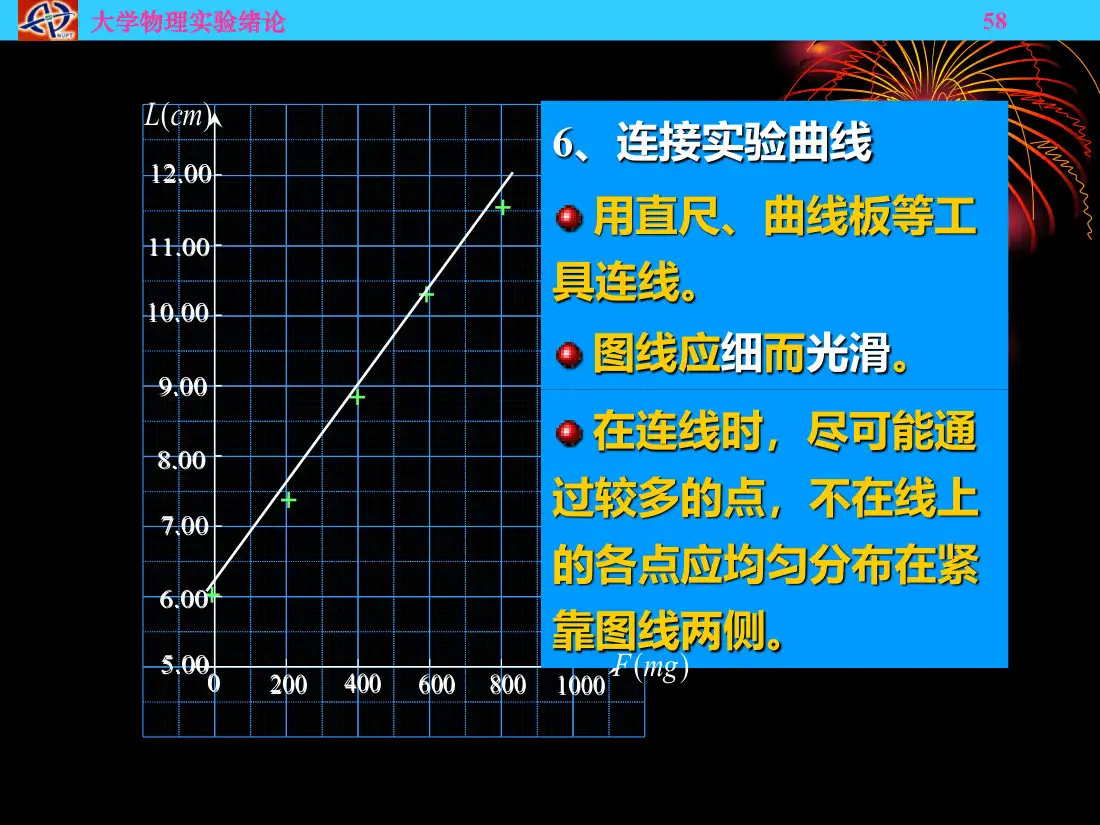 大学物理实验绪论
58
NUPT
L(cm)
12.00
11.00
10.00
9.00
8.00
7.00
6.00
5.00
0
200
400
600
800
1000
F(mg)
6、连接实验曲线
用直尺、曲线板等工
具连线。
图线应细而光滑。
在连线时，尽可能通
过较多的点，不在线上
的各点应均匀分布在紧
靠图线两侧。